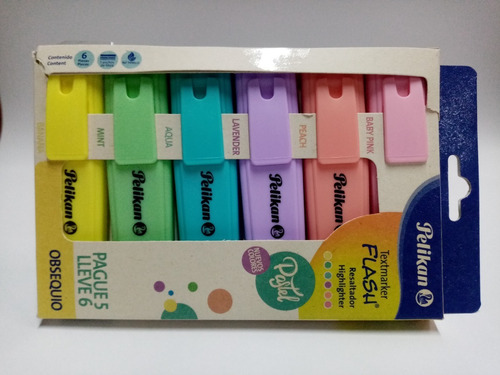 Contenido
Content
6
MINT
AQUA
LAVENDER
PEACH
BABY PINK
Pelikan
Pelikan
Pelikan
Pelikan
Pelikan
PAGUE 5
LLEVE 6
OBSEQUIO
NUEVOS
COLORES
Pastel
Textmarker
FLASH®
Resaltador
Highlighter
Pelikan